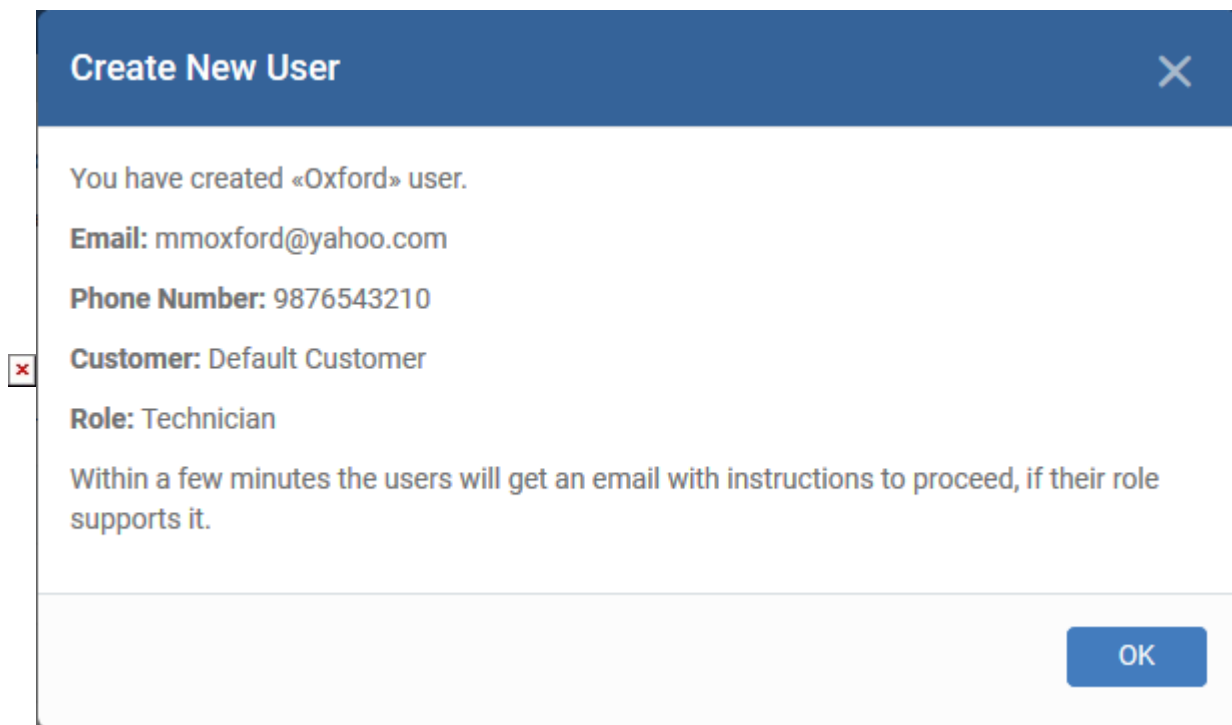 Create New User
You have created «Oxford» user.
Email: mmoxford@yahoo.com
Phone Number: 9876543210
Customer: Default Customer
Role: Technician
Within a few minutes the users will get an email with instructions to proceed, if their role
supports it.
OK